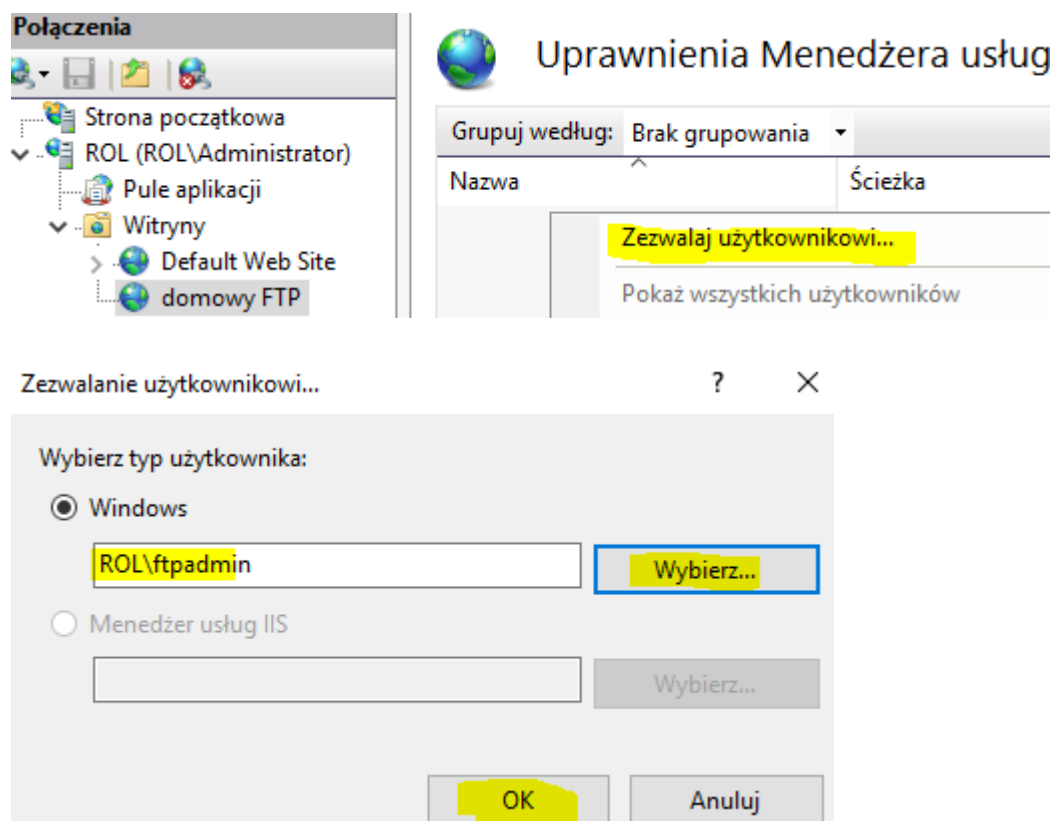 Połączenia
Strona początkowa
ROL (ROL\Administrator)
Pule aplikacji
Witryny
Default Web Site
domowy FTP
Uprawnienia Menedżera usług
Grupuj według: Brak grupowania
Nazwa Ścieżka
Zezwalaj użytkownikowi...
Pokaż wszystkich użytkowników
Zezwalanie użytkownikowi... ?
Wybierz typ użytkownika:
Windows
ROL\ftpadmin Wybierz...
Menedżer usług IIS
Wybierz...
OK Anuluj